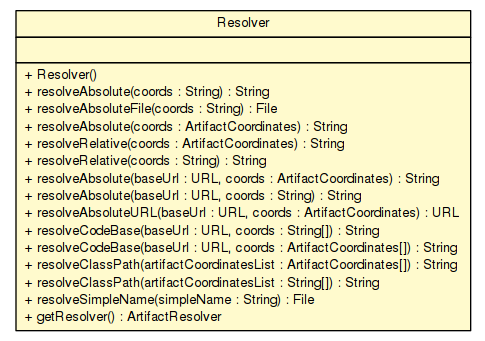 Resolver
+ Resolver()
+ resolveAbsolute(coords : String) : String
+ resolveAbsoluteFile(coords : String) : File
+ resolveAbsolute(coords : ArtifactCoordinates) : String
+ resolveRelative(coords : ArtifactCoordinates) : String
+ resolveRelative(coords : String) : String
+ resolveAbsolute(baseUrl : URL, coords : ArtifactCoordinates) : String
+ resolveAbsolute(baseUrl : URL, coords : String) : String
+ resolveAbsoluteURL(baseUrl : URL, coords : ArtifactCoordinates) : URL
+ resolveCodeBase(baseUrl : URL, coords : String[]) : String
+ resolveCodeBase(baseUrl : URL, coords : ArtifactCoordinates[]) : String
+ resolveClassPath(artifactCoordinatesList : ArtifactCoordinates[]) : String
+ resolveClassPath(artifactCoordinatesList : String[]) : String
+ resolveSimpleName(simpleName : String) : File
+ getResolver() : ArtifactResolver